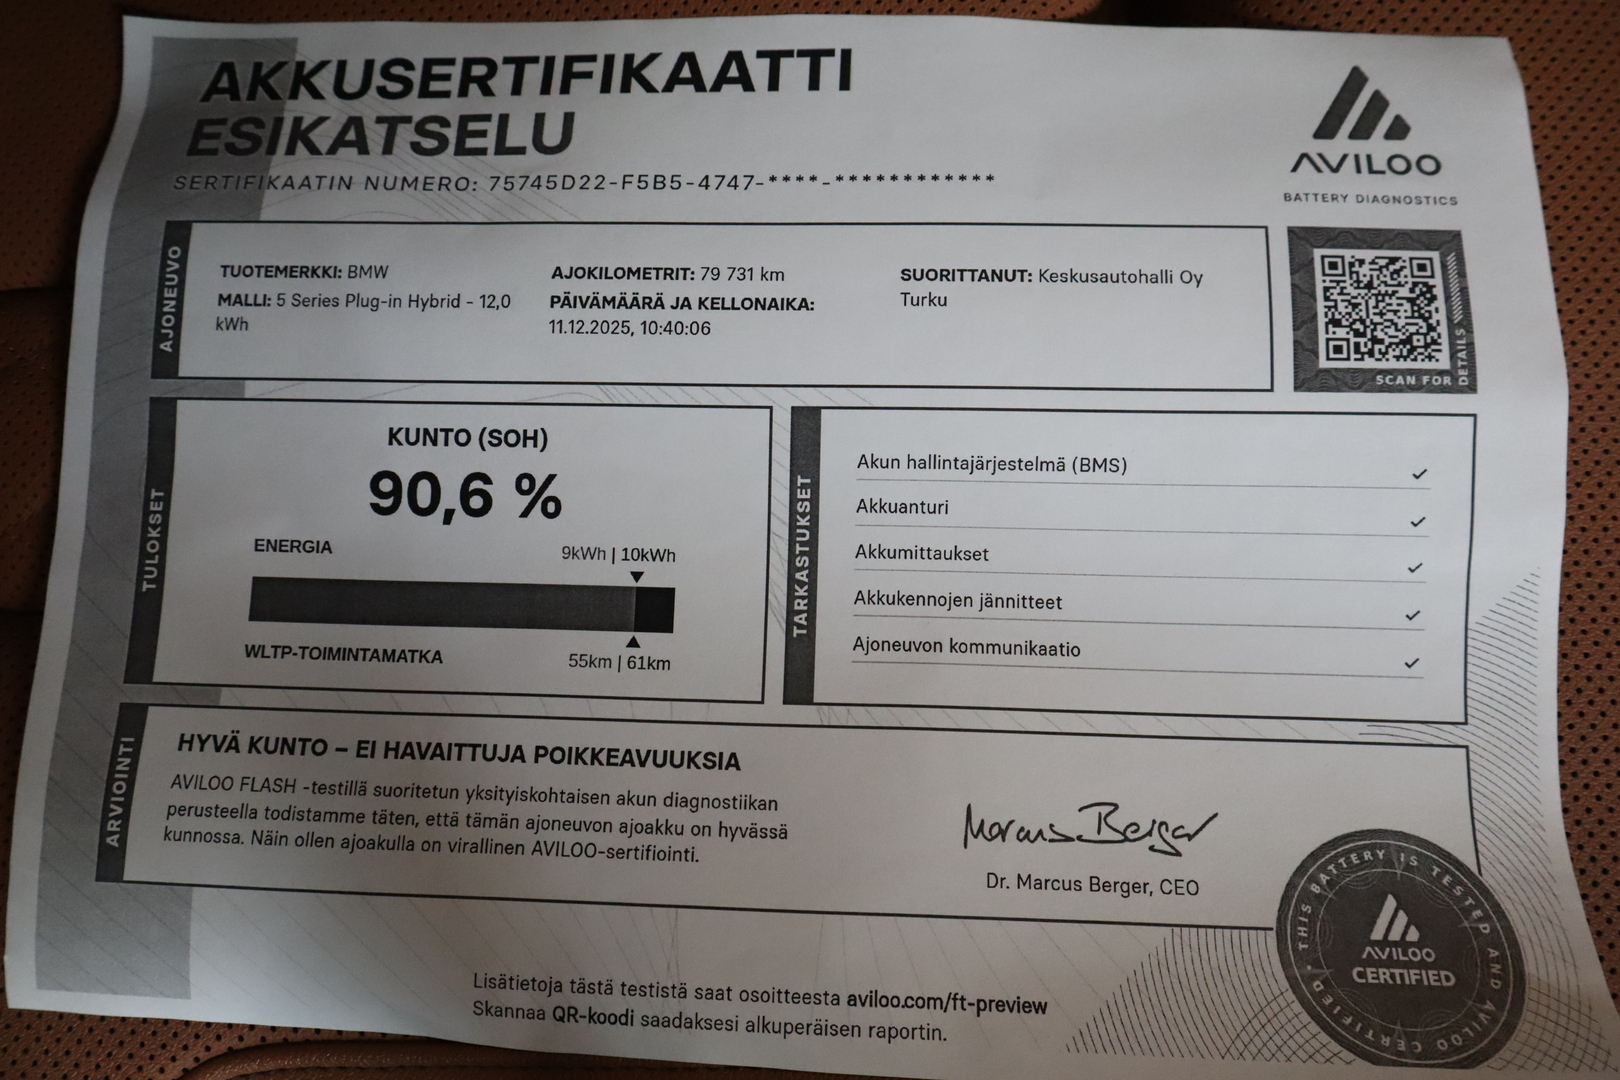 AKKUSERTIFIKAATTI
ESIKATSELU
SERTIFIKAATIN NUMERO: 75745D22-F5B5-4747-****-************
AVILOO
BATTERY DIAGNOSTICS
AJONEUVO
TUOTEMERKKI: BMW
MALLI: 5 Series Plug-in Hybrid - 12,0
kWh
AJOKILOMETRIT: 79 731 km
PÄIVÄMÄÄRÄ JA KELLONAIKA:
11.12.2025, 10:40:06
SUORITTANUT: Keskusautohalli Oy
Turku
SCAN FOR
DETAILS
TULOKSET
KUNTO (SOH)
90,6 %
ENERGIA
9kWh | 10kWh
WLTP-TOIMINTAMATKA
55km | 61km
TARKASTUKSET
Akun hallintajärjestelmä (BMS) ✓
Akkuanturi ✓
Akkumittaukset ✓
Akkukennojen jännitteet ✓
Ajoneuvon kommunikaatio ✓
ARVIOINTI
HYVÄ KUNTO – EI HAVAITTUJA POIKKEAVUUKSIA
AVILOO FLASH -testillä suoritetun yksityiskohtaisen akun diagnostiikan
perusteella todistamme täten, että tämän ajoneuvon ajoakku on hyvässä
kunnossa. Näin ollen ajoakulla on virallinen AVILOO-sertifiointi.
Marcus Berger
Dr. Marcus Berger, CEO
THIS BATTERY IS TESTED AND AVILOO CERTIFIED
AVILOO
CERTIFIED
Lisätietoja tästä testistä saat osoitteesta aviloo.com/ft-preview
Skannaa QR-koodi saadaksesi alkuperäisen raportin.